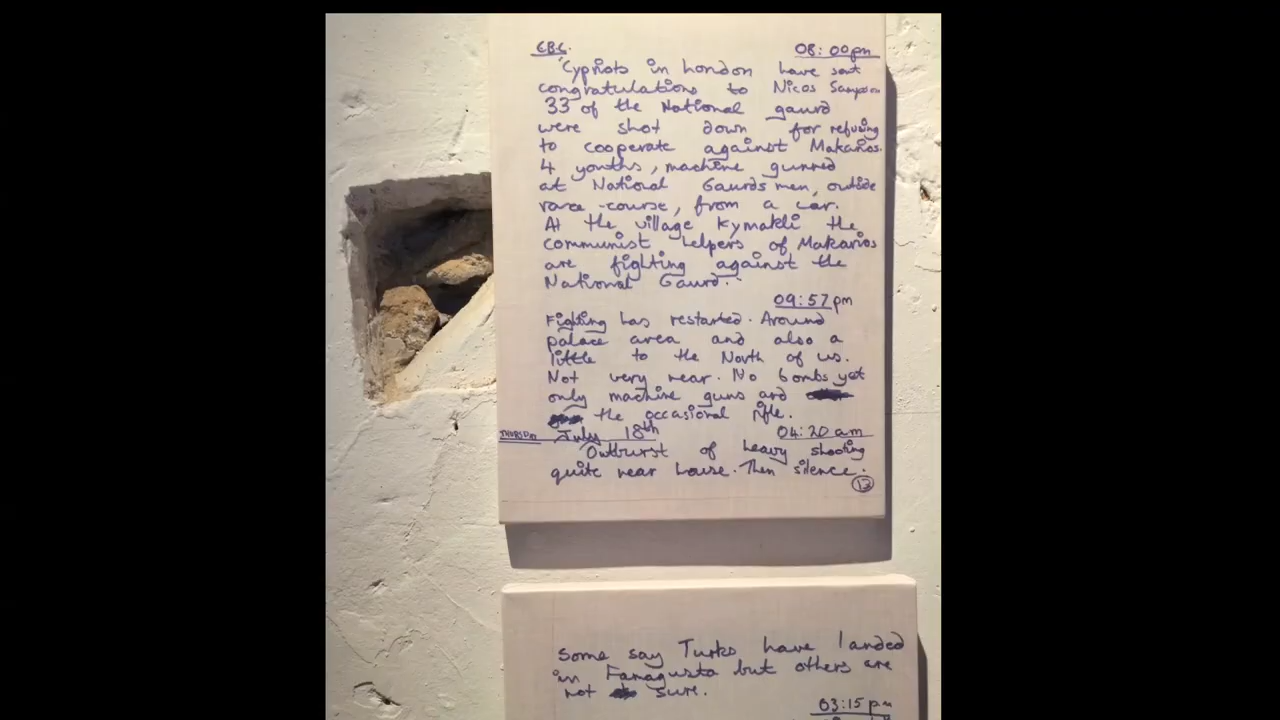 C.B.C. 08:00pm
"Cypriots in London have sent
congratulations to Nicos Sampson
33 of the National gaurd
were shot down for refusing
to cooperate against Makarios.
4 youths, machine gunned
at National Gaurdsmen, outside
race-course, from a car.
At the village Kymakli the
communist helpers of Makarios
are fighting against the
National Gaurd."
09:57pm
Fighting has restarted. Around
palace area and also a
little to the North of us.
Not very near. No bombs yet
only machine guns and
the occasional rifle.
THURSDAY July 18th 04:20 am
Outburst of heavy shooting
quite near house. Then silence.
12
Some say Turks have landed
in Famagusta but others are
not sure.
03:15 pm